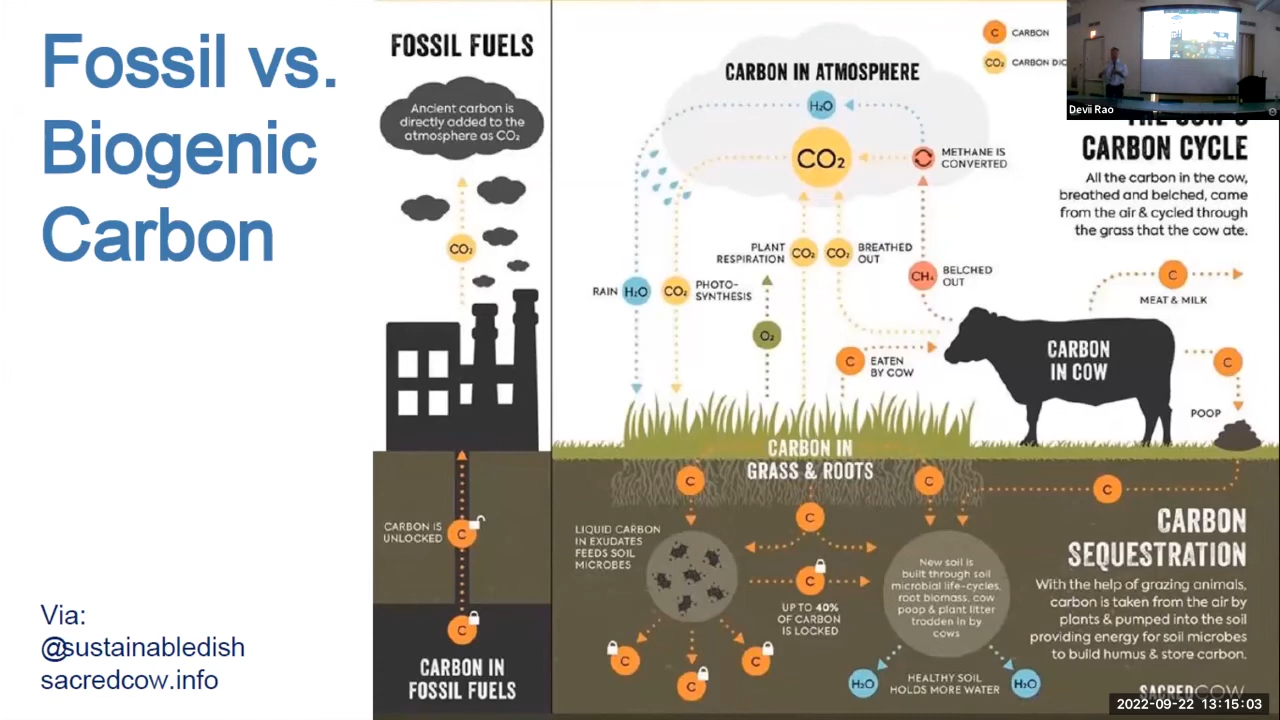 Fossil vs.
Biogenic
Carbon
Via:
@sustainabledish
sacredcow.info
FOSSIL FUELS
Ancient carbon is
directly added to the
atmosphere as CO₂
CO₂
CARBON IS
UNLOCKED
C
C
CARBON IN
FOSSIL FUELS
CARBON IN ATMOSPHERE
C CARBON
CO₂ CARBON DIO
Devii Rao
H₂O
CO₂
METHANE IS
CONVERTED
THE COW'S
CARBON CYCLE
All the carbon in the cow,
breathed and belched, came
from the air & cycled through
the grass that the cow ate.
RAIN H₂O
CO₂ PHOTO-
SYNTHESIS
PLANT
RESPIRATION CO₂
CO₂ BREATHED
OUT
CH₄ BELCHED
OUT
O₂
C EATEN
BY COW
C
MEAT & MILK
CARBON
IN COW
C
POOP
CARBON IN
GRASS & ROOTS
C
C
C
C
LIQUID CARBON
IN EXUDATES
FEEDS SOIL
MICROBES
C
UP TO 40%
OF CARBON
IS LOCKED
New soil is
built through soil
microbial life-cycles,
root biomass, cow
poop & plant litter
trodden in by
cows
C
C
C
H₂O
HEALTHY SOIL
HOLDS MORE WATER
H₂O
CARBON
SEQUESTRATION
With the help of grazing animals,
carbon is taken from the air by
plants & pumped into the soil
providing energy for soil microbes
to build humus & store carbon.
SACRED COW
2022-09-22 13:15:03